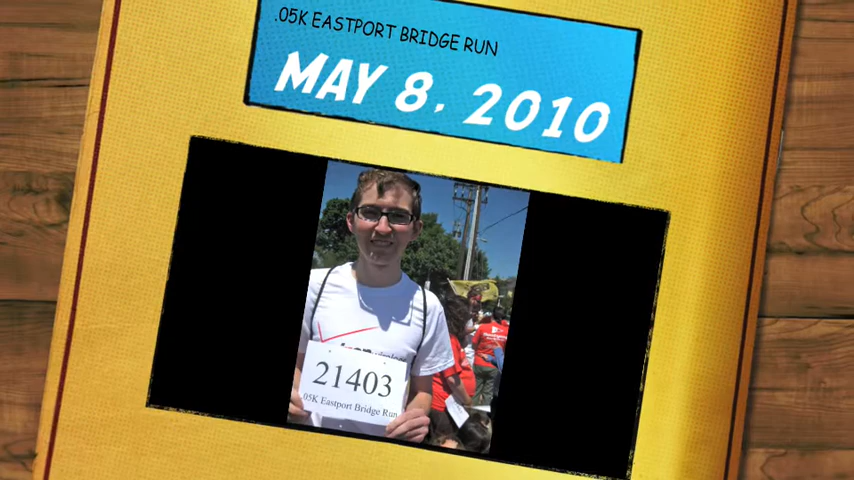 .05K EASTPORT BRIDGE RUN
MAY 8, 2010
21403
.05K Eastport Bridge Run